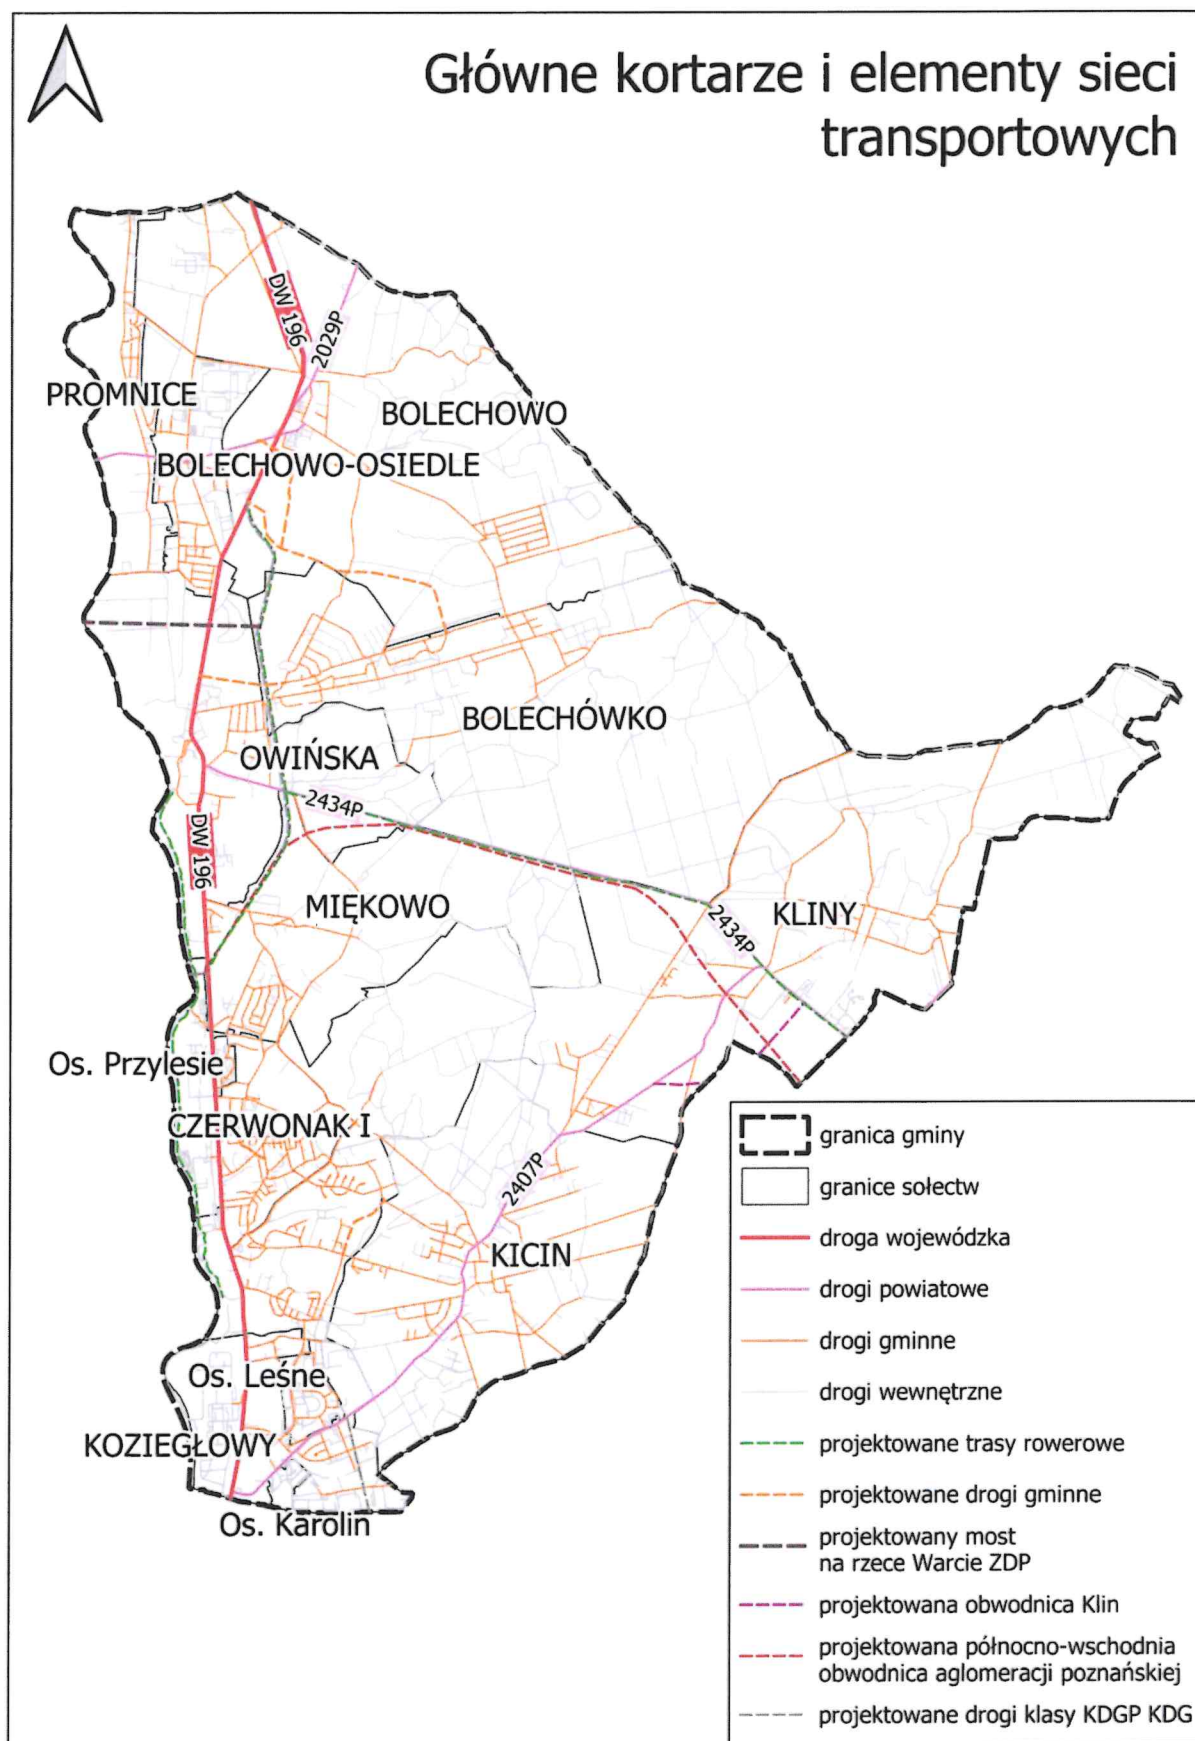 Główne kortarze i elementy sieci
transportowych
DW 196
2029P
PROMNICE
BOLECHOWO
BOLECHOWO-OSIEDLE
BOLECHÓWKO
OWIŃSKA
2434P
DW 196
MIĘKOWO
KLINY
2434P
Os. Przylesie
CZERWONAK I
2407P
KICIN
Os. Leśne
KOZIEGŁOWY
Os. Karolin
granica gminy
granice sołectw
droga wojewódzka
drogi powiatowe
drogi gminne
drogi wewnętrzne
projektowane trasy rowerowe
projektowane drogi gminne
projektowany most
na rzece Warcie ZDP
projektowana obwodnica Klin
projektowana północno-wschodnia
obwodnica aglomeracji poznańskiej
projektowane drogi klasy KDGP KDG